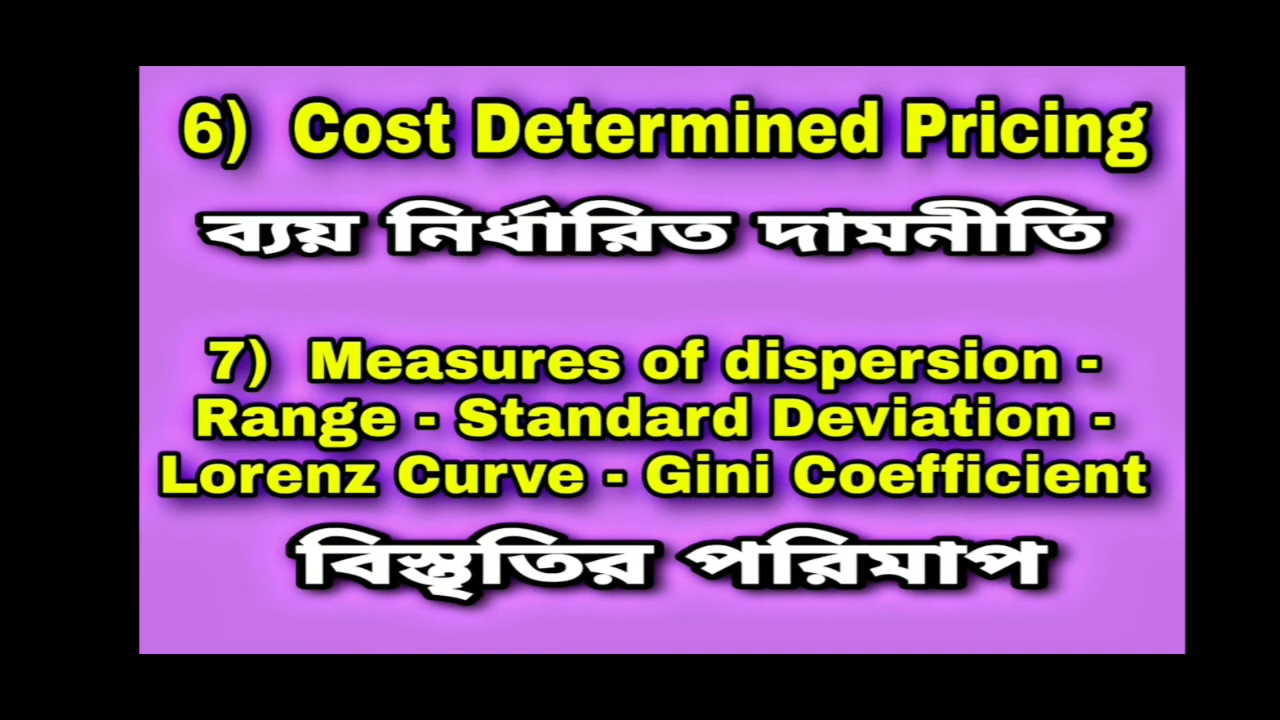 6) Cost Determined Pricing
ব্যয় নির্ধারিত দামনীতি
7) Measures of dispersion -
Range - Standard Deviation -
Lorenz Curve - Gini Coefficient
বিস্তৃতির পরিমাপ